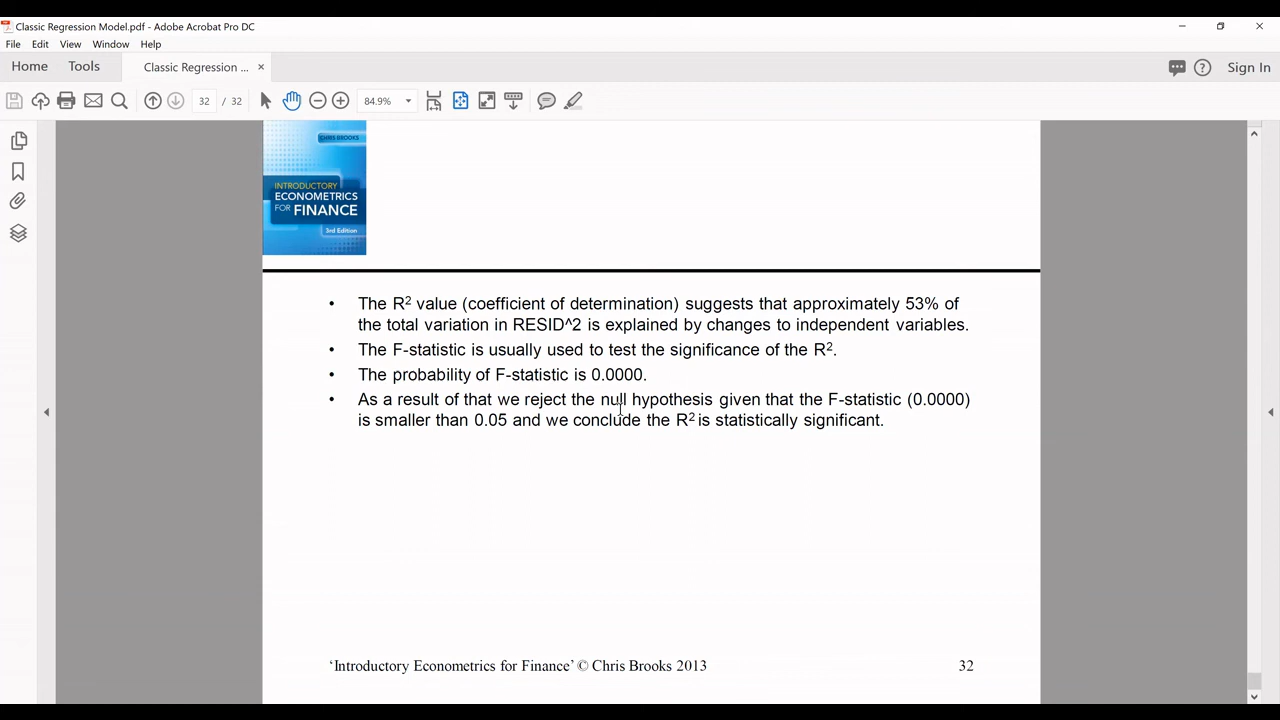 Classic Regression Model.pdf - Adobe Acrobat Pro DC
File Edit View Window Help
Home Tools Classic Regression ... × Sign In
32 / 32 84.9%
CHRIS BROOKS
INTRODUCTORY
ECONOMETRICS
FOR FINANCE
3rd Edition
• The R² value (coefficient of determination) suggests that approximately 53% of
the total variation in RESID^2 is explained by changes to independent variables.
• The F-statistic is usually used to test the significance of the R².
• The probability of F-statistic is 0.0000.
• As a result of that we reject the null hypothesis given that the F-statistic (0.0000)
is smaller than 0.05 and we conclude the R² is statistically significant.
‘Introductory Econometrics for Finance’ © Chris Brooks 2013 32